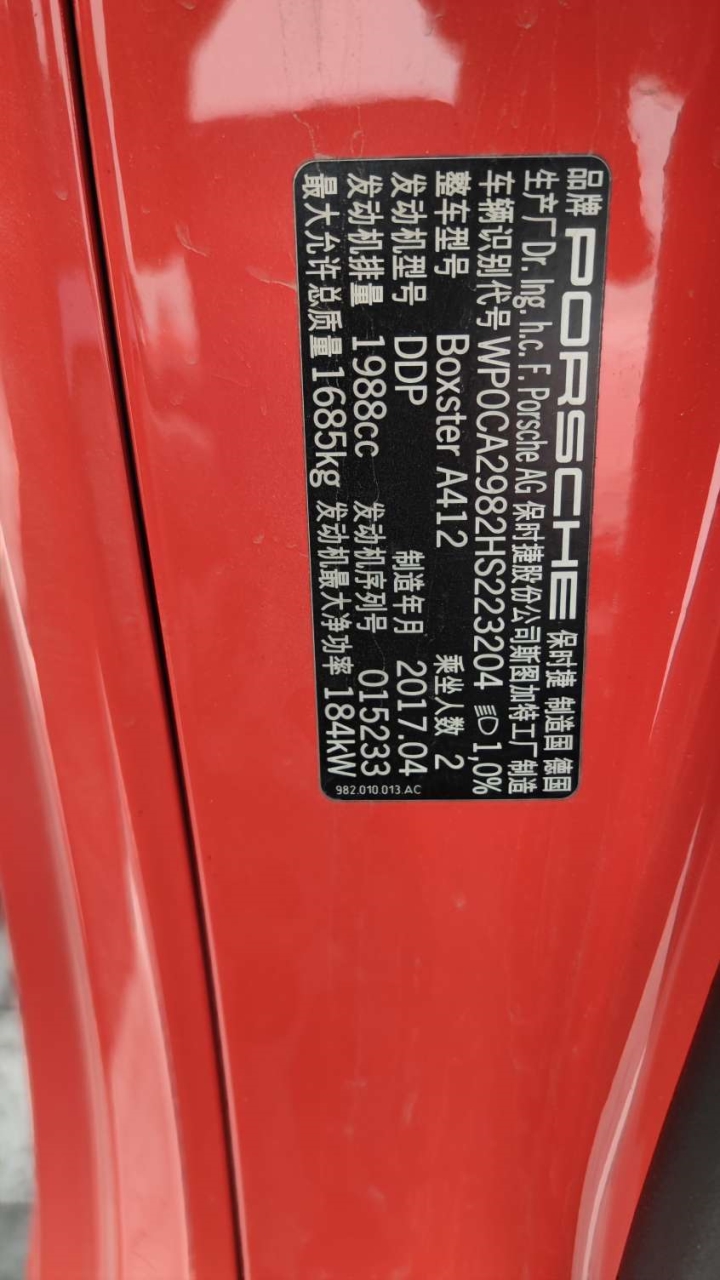 品牌 PORSCHE 保时捷 制造国 德国
生产厂Dr. Ing. h.c. F. Porsche AG 保时捷股份公司斯图加特工厂制造
车辆识别代号 WP0CA2982HS223204 1,0%
整车型号 Boxster A412 乘坐人数 2
发动机型号 DDP 制造年月 2017.04
发动机排量 1988cc 发动机序列号 015233
最大允许总质量 1685kg 发动机最大净功率 184kW
982.010.013.AC